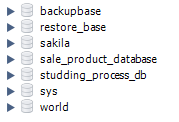 backupbase
restore_base
sakila
sale_product_database
studding_process_db
sys
world